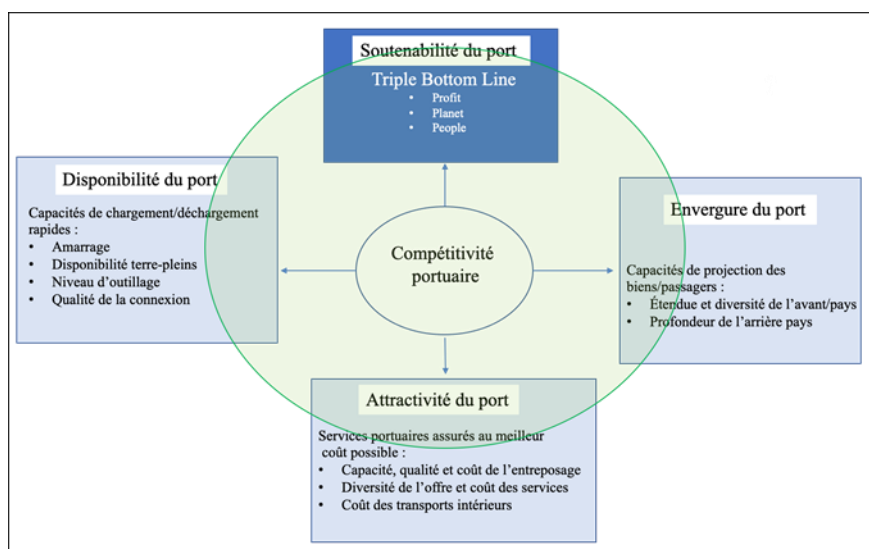 Soutenabilité du port
Triple Bottom Line
• Profit
• Planet
• People
Disponibilité du port
Capacités de chargement/déchargement
rapides :
• Amarrage
• Disponibilité terre-pleins
• Niveau d'outillage
• Qualité de la connexion
Compétitivité
portuaire
Envergure du port
Capacités de projection des
biens/passagers :
• Étendue et diversité de l'avant/pays
• Profondeur de l'arrière pays
Attractivité du port
Services portuaires assurés au meilleur
coût possible :
• Capacité, qualité et coût de l'entreposage
• Diversité de l'offre et coût des services
• Coût des transports intérieurs